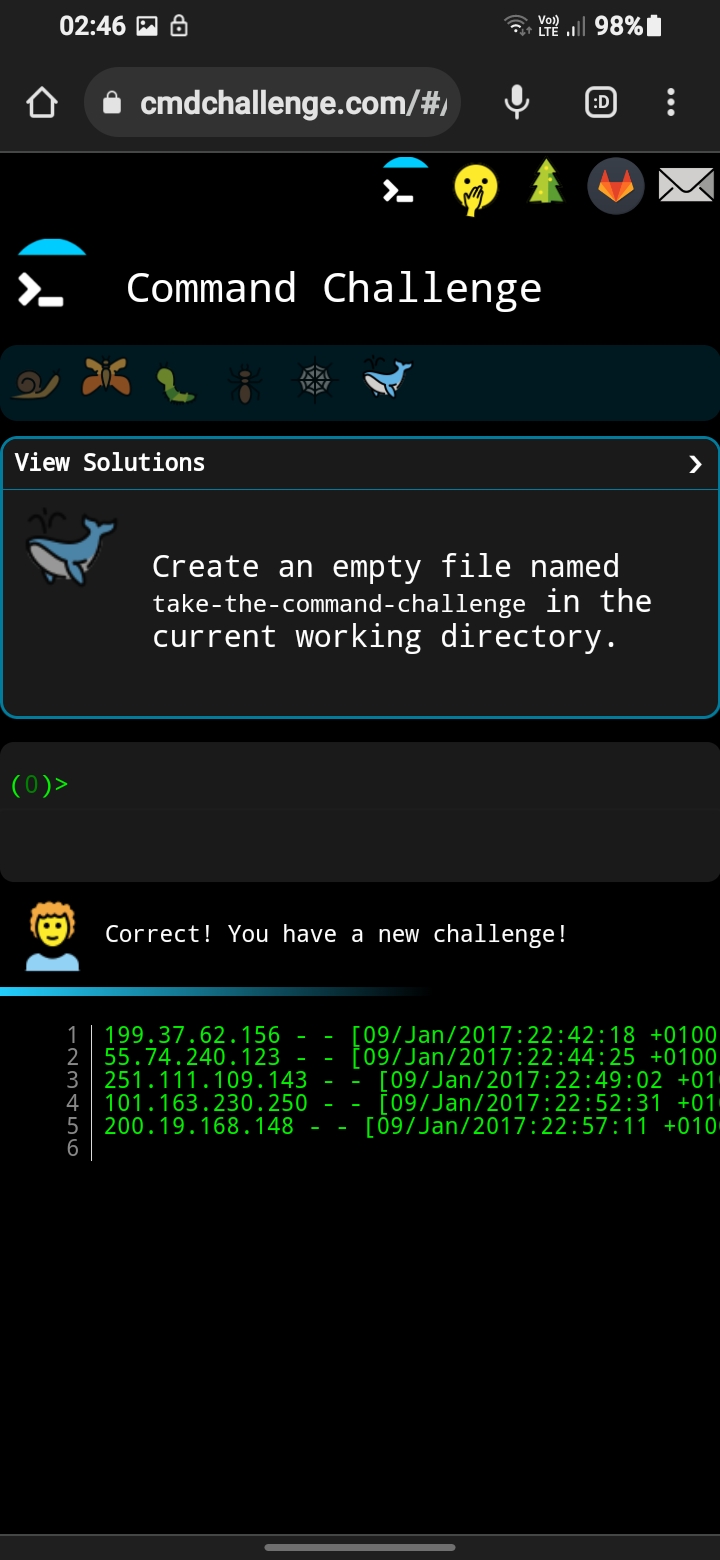 02:46
Vo))
LTE
98%
cmdchallenge.com/#/
:D
Command Challenge
View Solutions
Create an empty file named
take-the-command-challenge in the
current working directory.
(0)>
Correct! You have a new challenge!
1 199.37.62.156 - - [09/Jan/2017:22:42:18 +0100
2 55.74.240.123 - - [09/Jan/2017:22:44:25 +0100
3 251.111.109.143 - - [09/Jan/2017:22:49:02 +010
4 101.163.230.250 - - [09/Jan/2017:22:52:31 +010
5 200.19.168.148 - - [09/Jan/2017:22:57:11 +0100
6